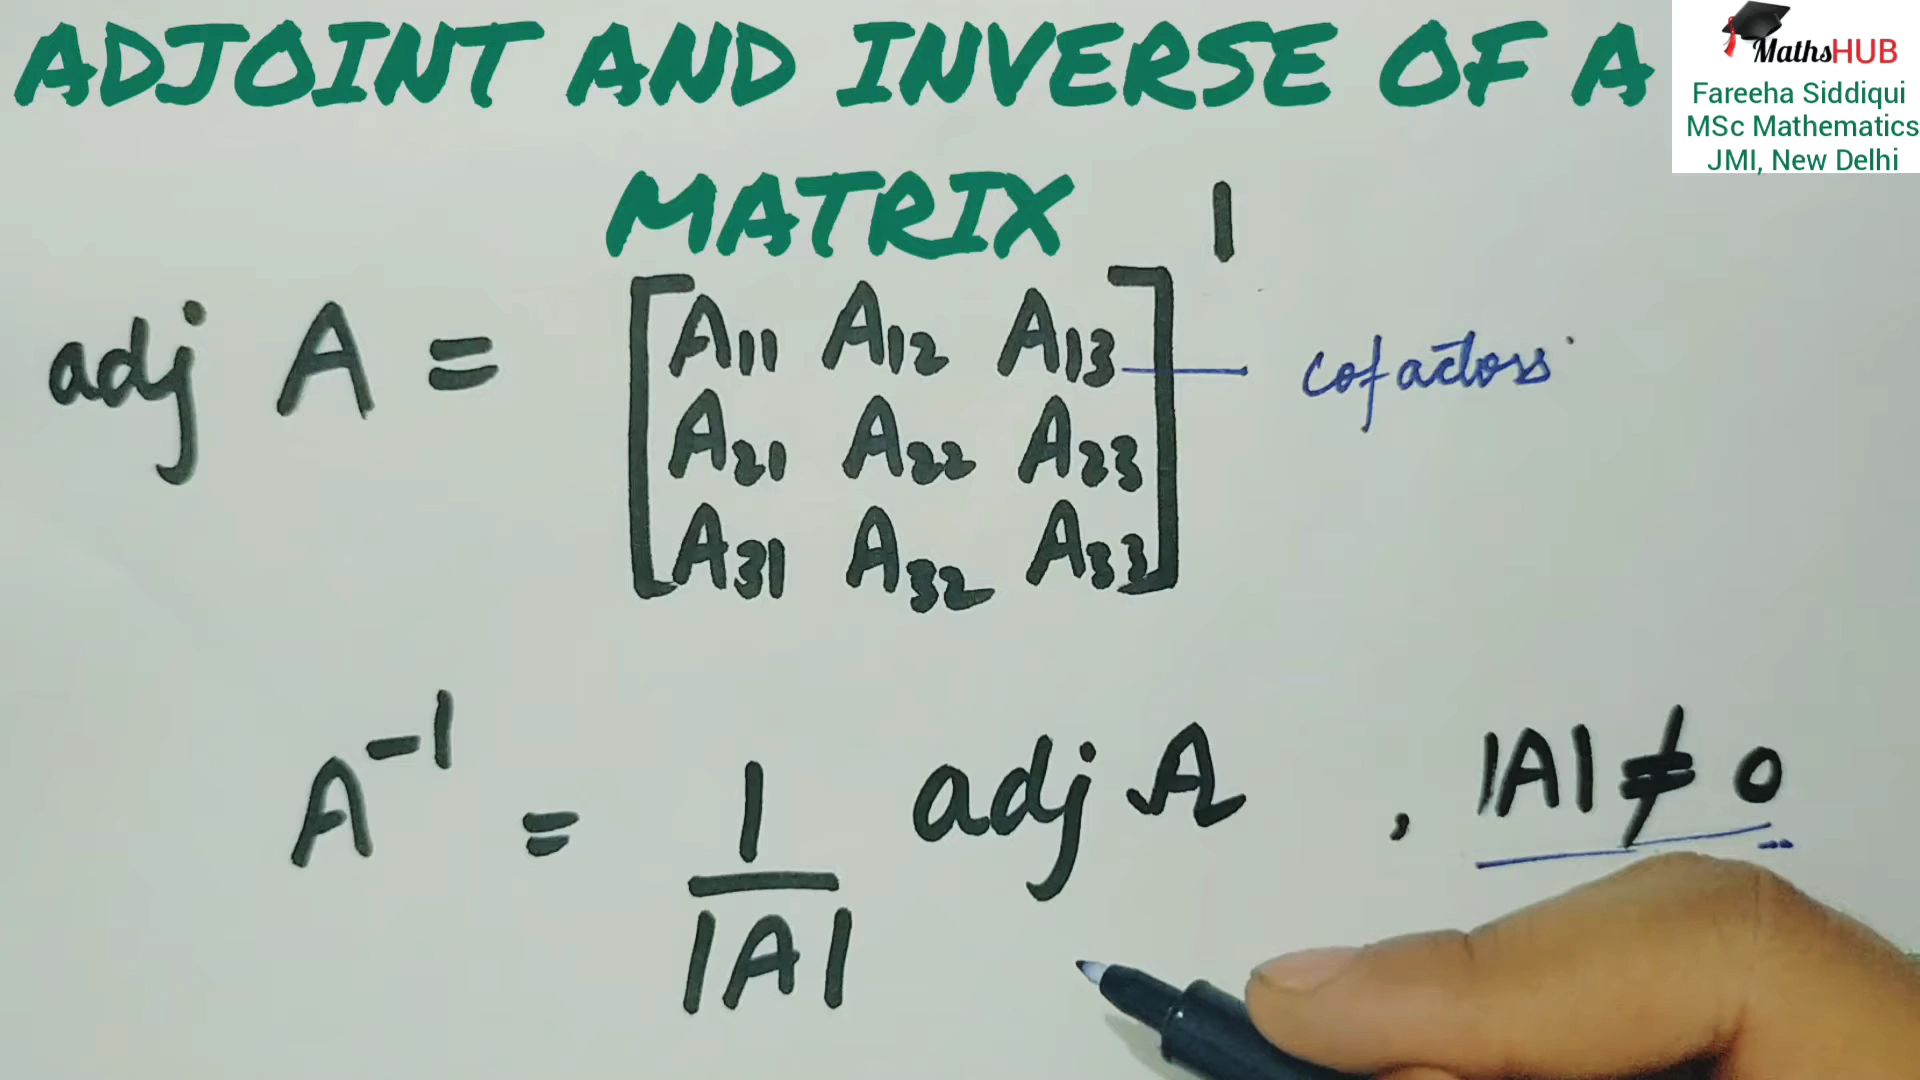 ADJOINT AND INVERSE OF A
MATRIX
MathsHUB
Fareeha Siddiqui
MSc Mathematics
JMI, New Delhi
adj A = [A11 A12 A13]' cofactors
A21 A22 A23
A31 A32 A33
A⁻¹ = 1/|A| adj A , |A| ≠ 0